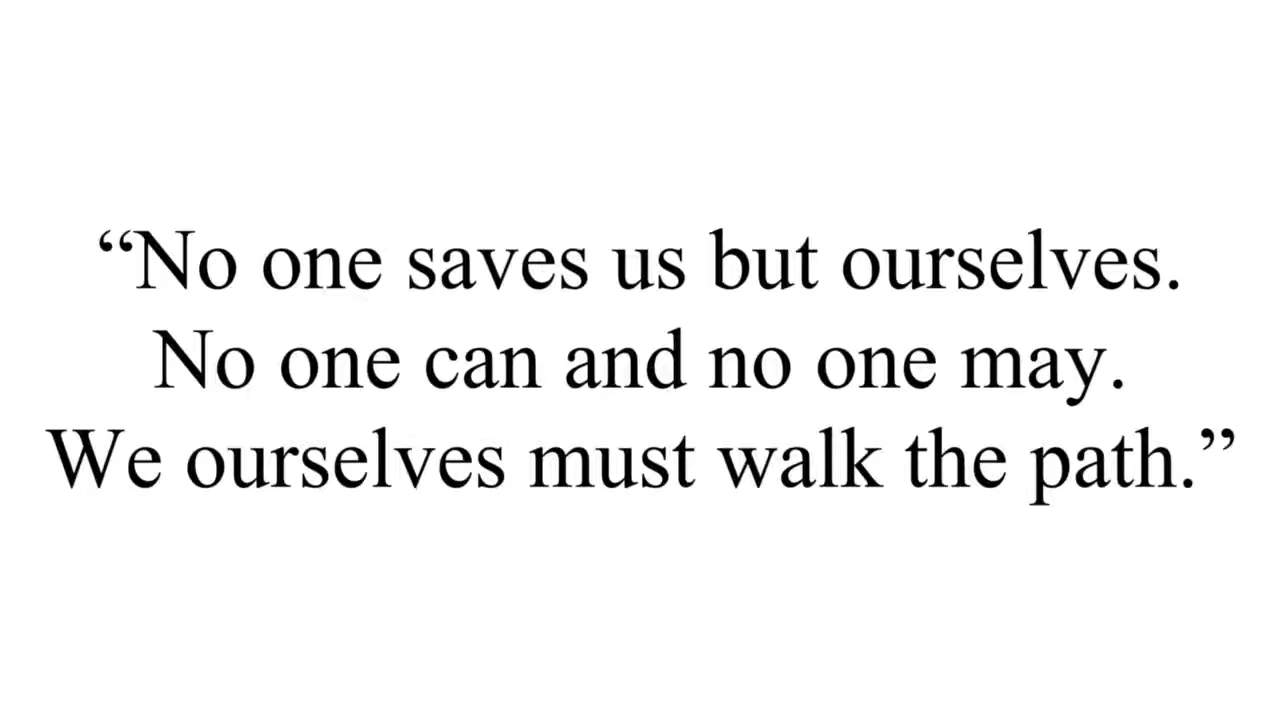 “No one saves us but ourselves.
No one can and no one may.
We ourselves must walk the path.”